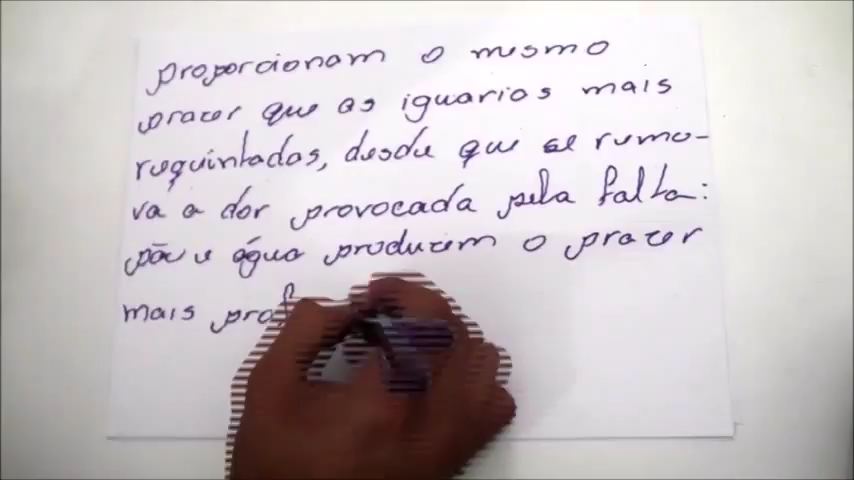 proporcionam o mesmo
prazer que as iguarias mais
requintadas, desde que se remo-
va a dor provocada pela falta:
pão e água produzem o prazer
mais prof